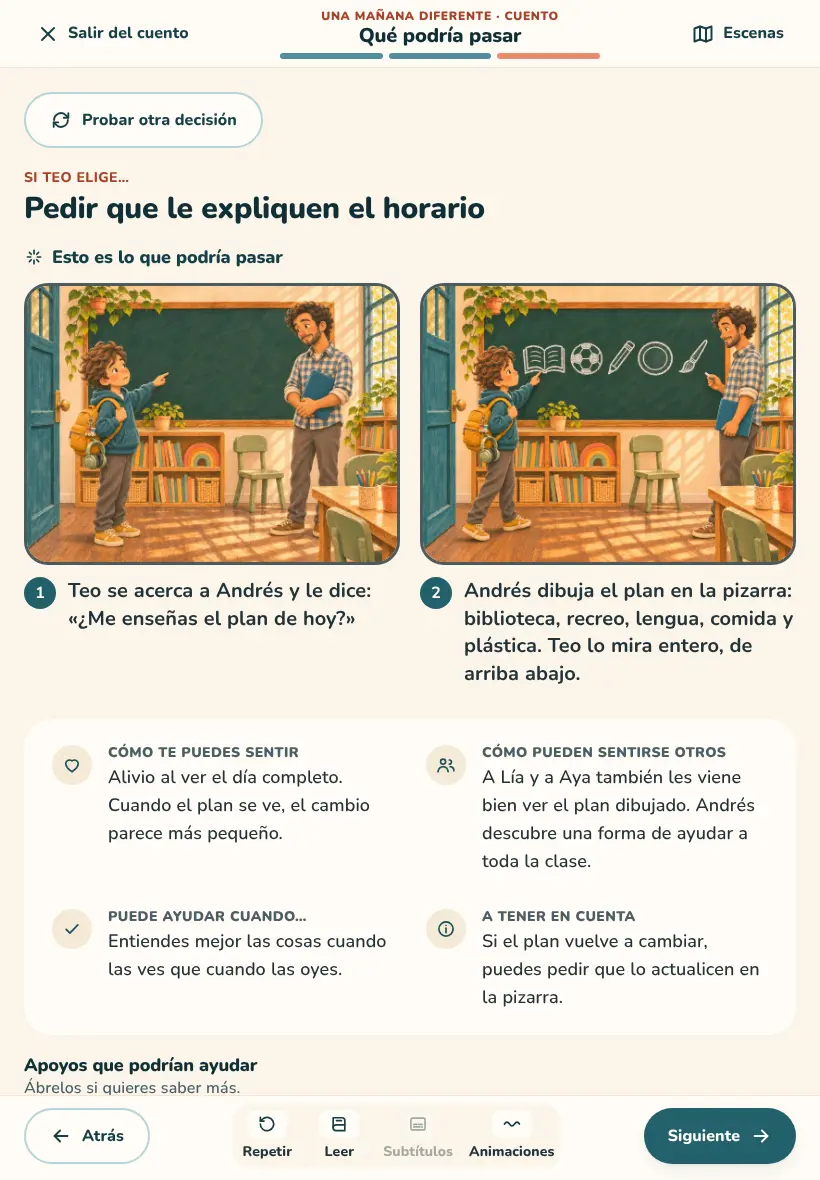 Salir del cuento
UNA MAÑANA DIFERENTE · CUENTO
Qué podría pasar
Escenas
Probar otra decisión
SI TEO ELIGE...
Pedir que le expliquen el horario
Esto es lo que podría pasar
1 Teo se acerca a Andrés y le dice:
«¿Me enseñas el plan de hoy?»
2 Andrés dibuja el plan en la pizarra:
biblioteca, recreo, lengua, comida y
plástica. Teo lo mira entero, de
arriba abajo.
CÓMO TE PUEDES SENTIR
Alivio al ver el día completo.
Cuando el plan se ve, el cambio
parece más pequeño.
CÓMO PUEDEN SENTIRSE OTROS
A Lía y a Aya también les viene
bien ver el plan dibujado. Andrés
descubre una forma de ayudar a
toda la clase.
PUEDE AYUDAR CUANDO...
Entiendes mejor las cosas cuando
las ves que cuando las oyes.
A TENER EN CUENTA
Si el plan vuelve a cambiar,
puedes pedir que lo actualicen en
la pizarra.
Apoyos que podrían ayudar
Ábrelos si quieres saber más.
Atrás
Repetir
Leer
Subtítulos
Animaciones
Siguiente